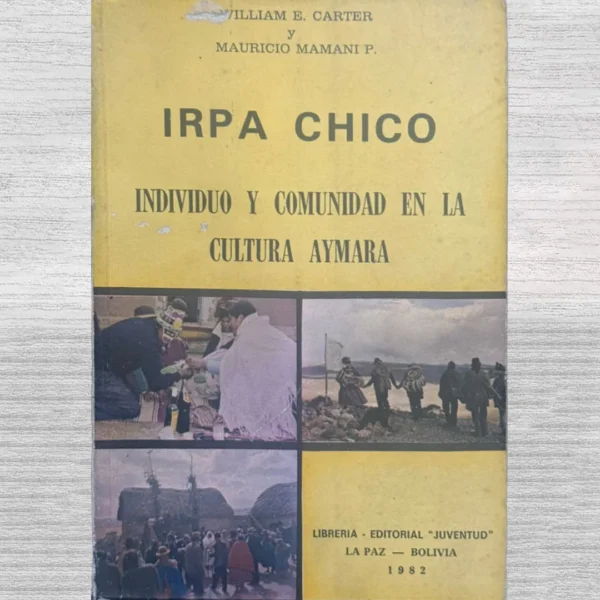 WILLIAM E. CARTER
y
MAURICIO MAMANI P.
IRPA CHICO
INDIVIDUO Y COMUNIDAD EN LA
CULTURA AYMARA
LIBRERIA - EDITORIAL "JUVENTUD"
LA PAZ — BOLIVIA
1982